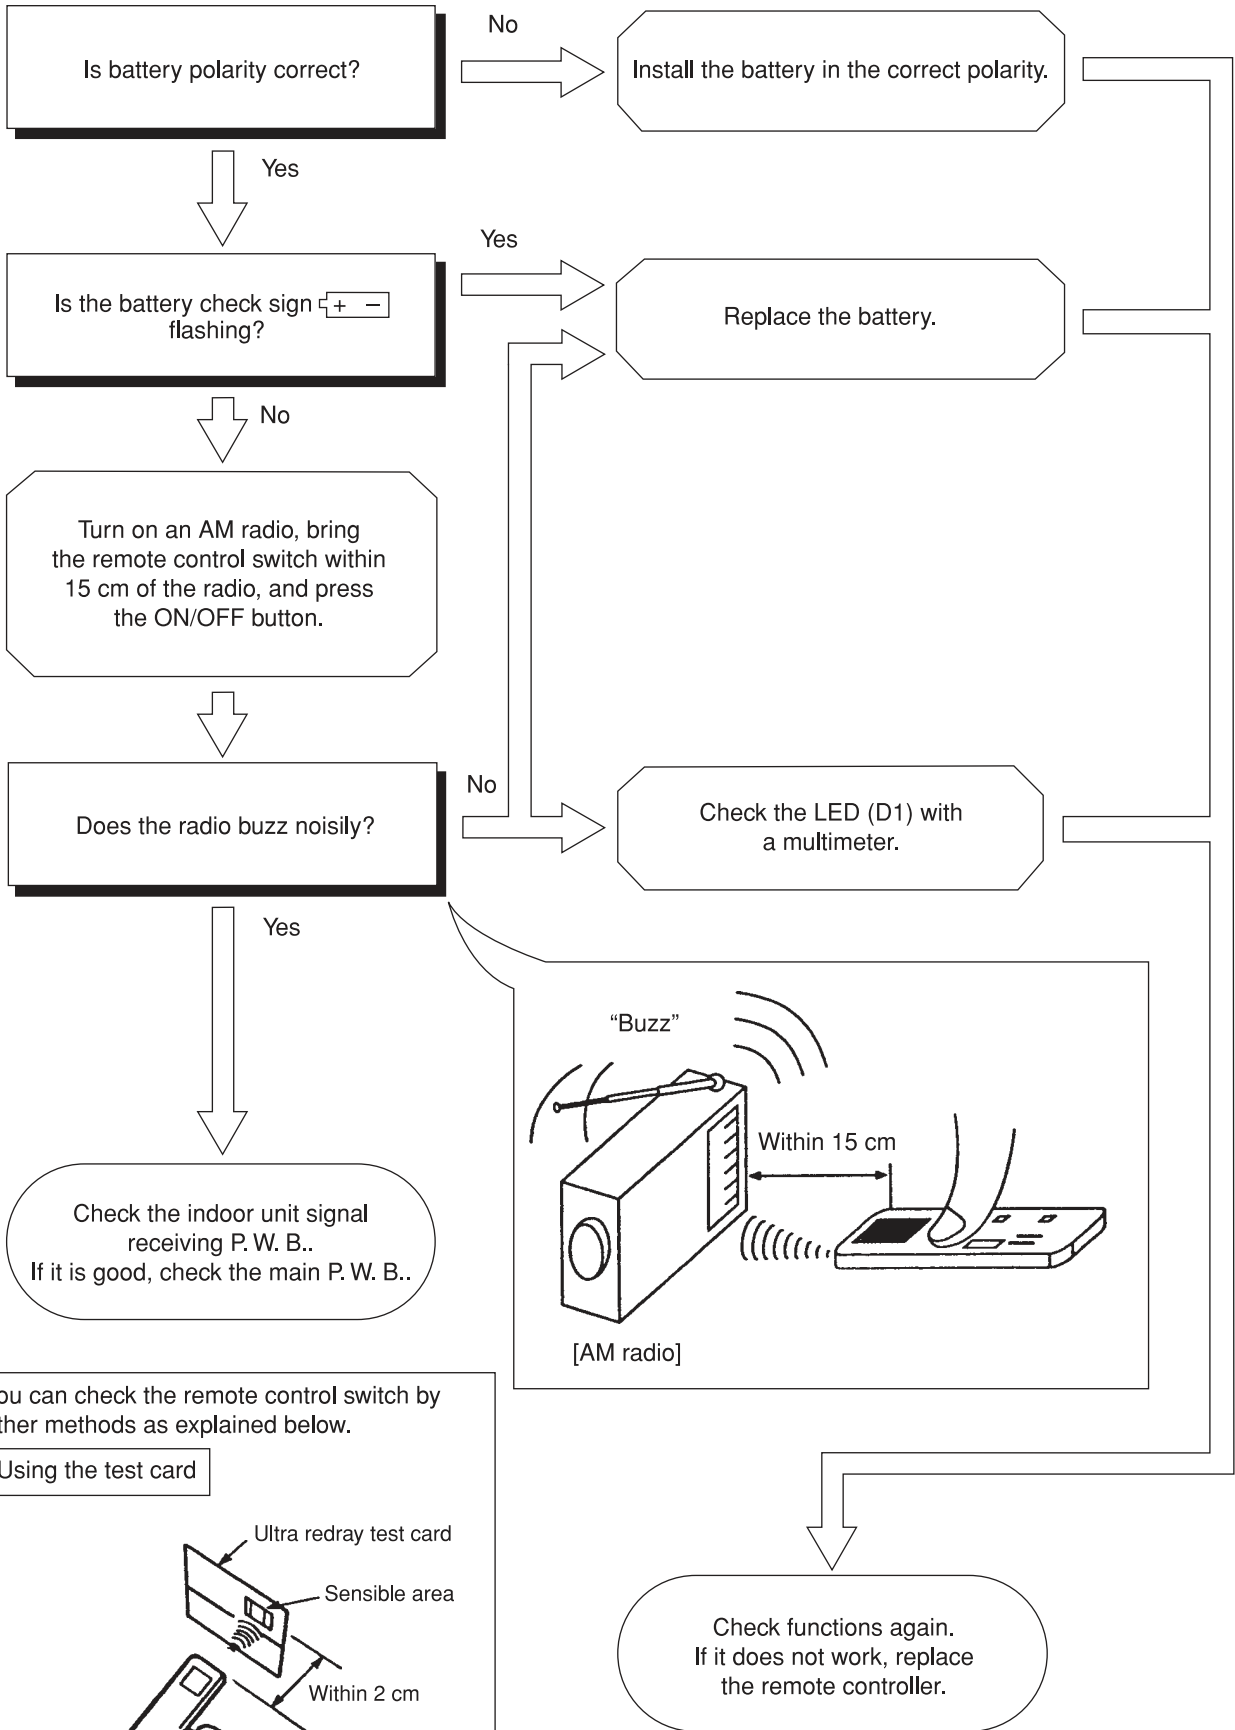 Is battery polarity correct?
No
Install the battery in the correct polarity.
Yes
Is the battery check sign + −
flashing?
Yes
Replace the battery.
No
Turn on an AM radio, bring
the remote control switch within
15 cm of the radio, and press
the ON/OFF button.
Does the radio buzz noisily?
No
Check the LED (D1) with
a multimeter.
Yes
“Buzz”
Within 15 cm
[AM radio]
Check the indoor unit signal
receiving P. W. B..
If it is good, check the main P. W. B..
ou can check the remote control switch by
ther methods as explained below.
Using the test card
Ultra redray test card
Sensible area
Within 2 cm
Check functions again.
If it does not work, replace
the remote controller.